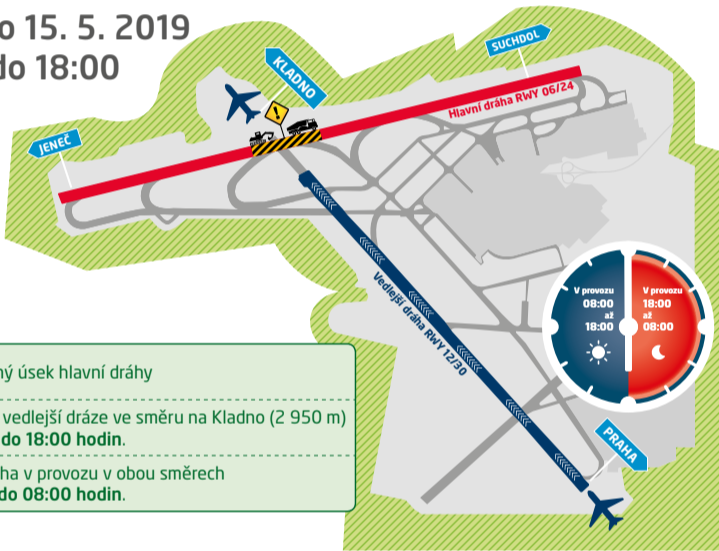 o 15. 5. 2019
do 18:00
SUCHDOL
KLADNO
Hlavní dráha RWY 06/24
JENEČ
Vedlejší dráha RWY 12/30
V provozu
08:00
až
18:00
V provozu
18:00
až
08:00
ný úsek hlavní dráhy
vedlejší dráze ve směru na Kladno (2 950 m)
do 18:00 hodin.
ha v provozu v obou směrech
do 08:00 hodin.
PRAHA